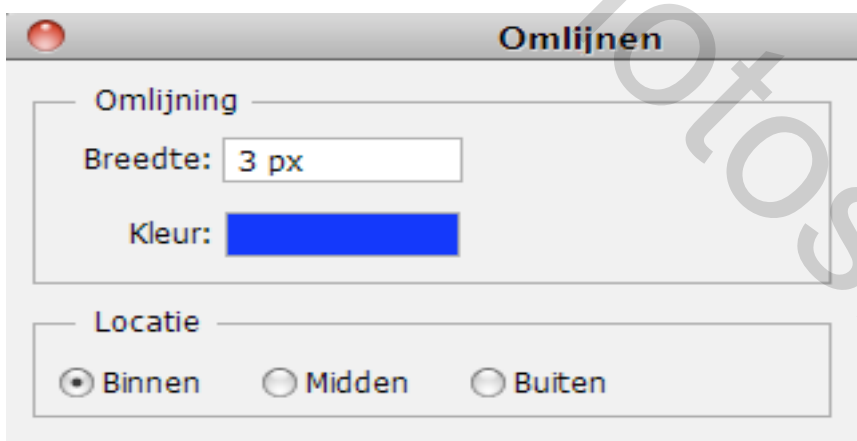 Omlijnen
Omlijning
Breedte: 3 px
Kleur:
Locatie
Binnen Midden Buiten